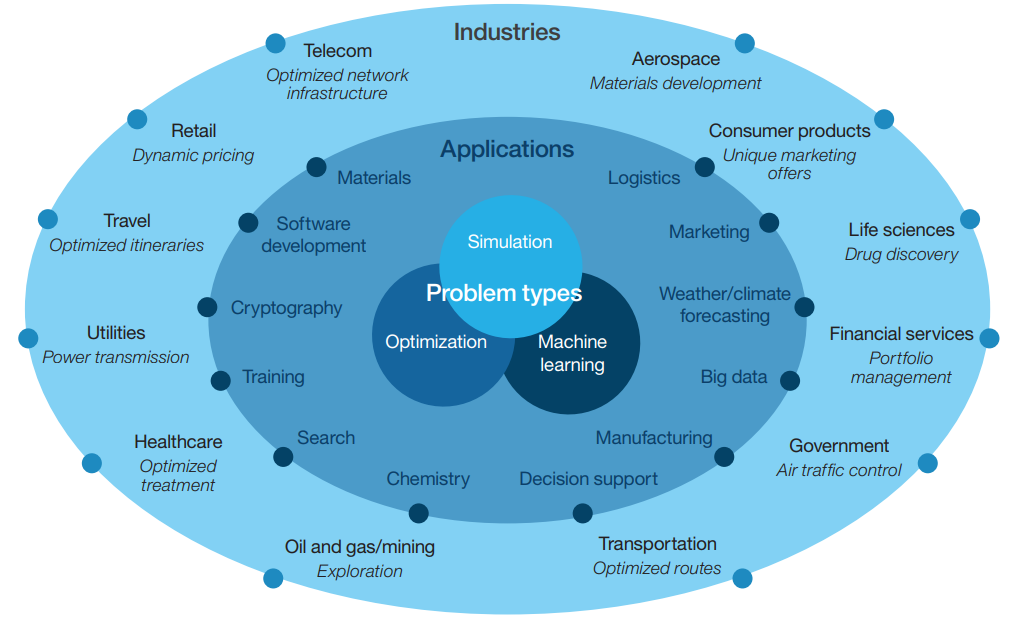 Industries
Telecom
Optimized network
infrastructure
Aerospace
Materials development
Retail
Dynamic pricing
Consumer products
Unique marketing
offers
Travel
Optimized itineraries
Life sciences
Drug discovery
Utilities
Power transmission
Financial services
Portfolio
management
Healthcare
Optimized
treatment
Government
Air traffic control
Oil and gas/mining
Exploration
Transportation
Optimized routes
Applications
Materials
Logistics
Software
development
Marketing
Cryptography
Weather/climate
forecasting
Training
Big data
Search
Manufacturing
Chemistry
Decision support
Simulation
Problem types
Optimization
Machine
learning